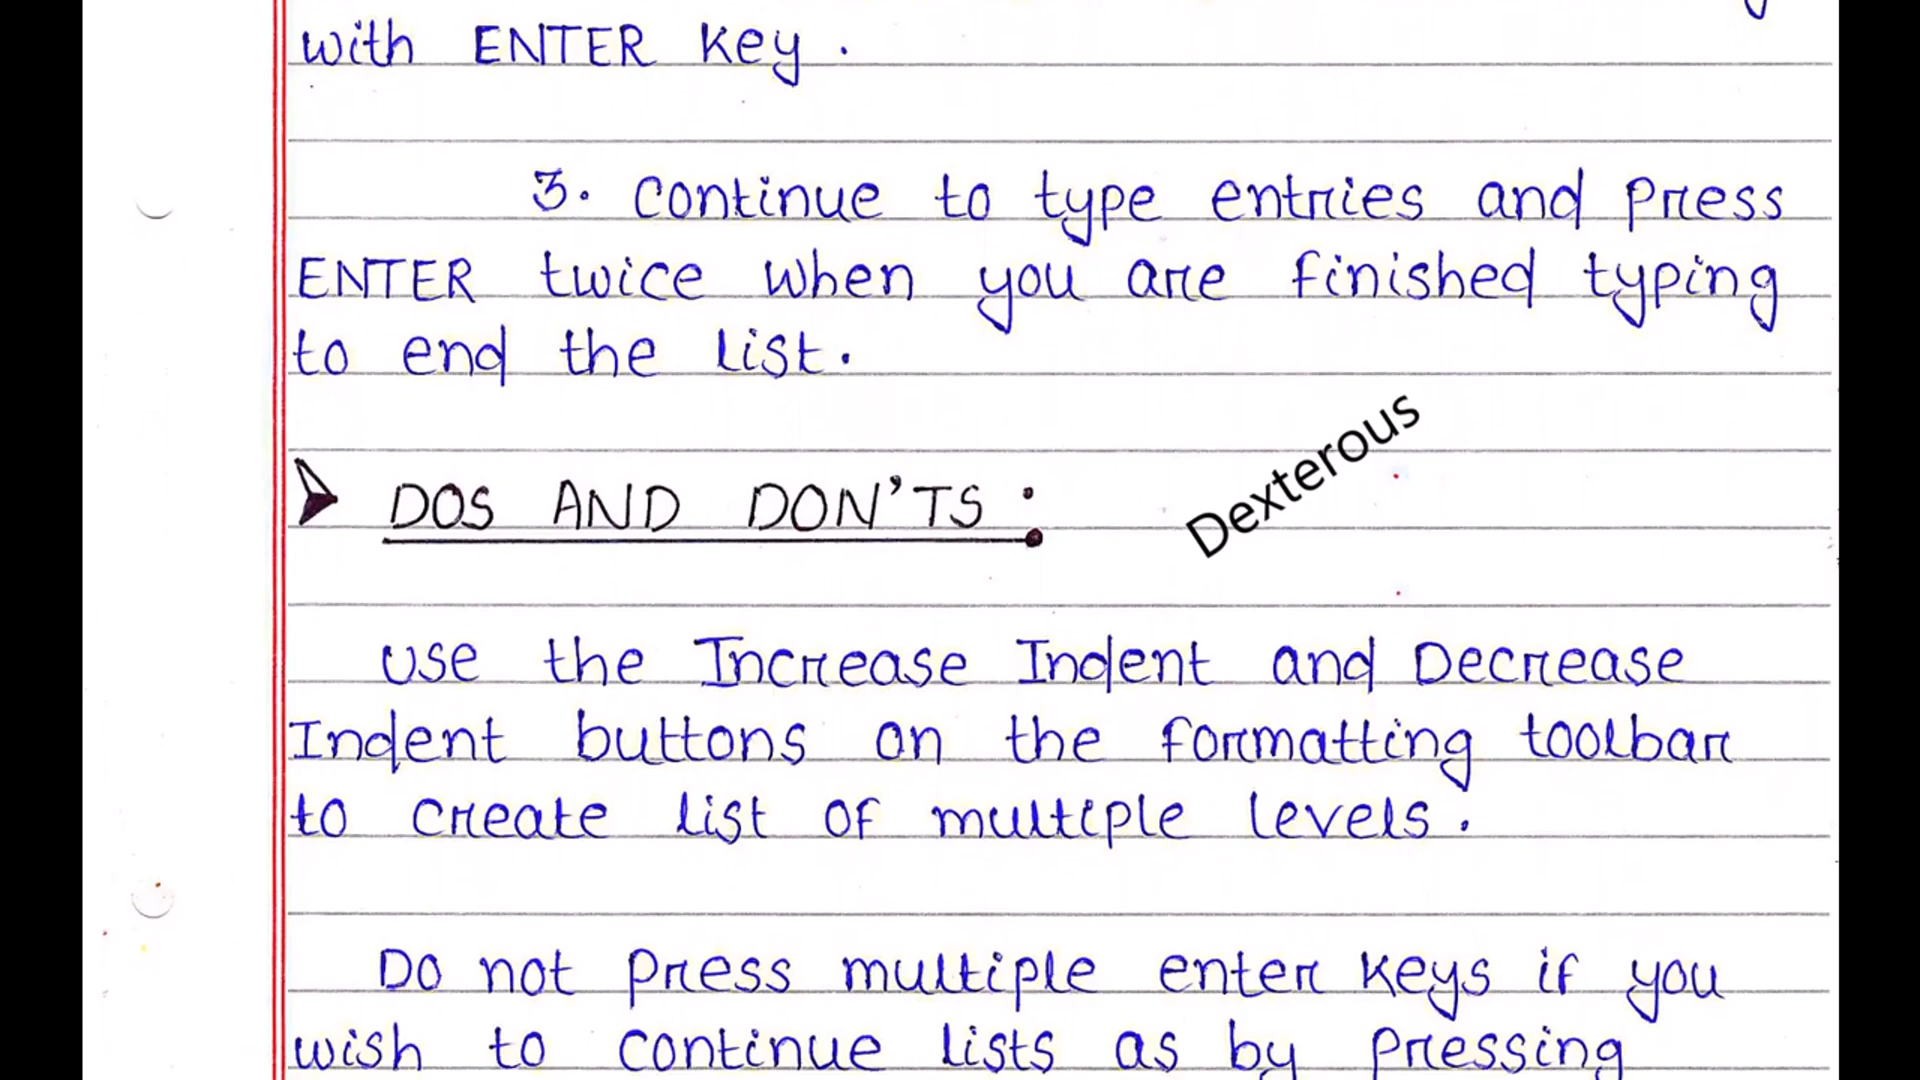 with ENTER key.
3. Continue to type entries and press
ENTER twice when you are finished typing
to end the list.
DOS AND DON'TS:
Dexterous
Use the Increase Indent and Decrease
Indent buttons on the formatting toolbar
to create list of multiple levels.
Do not press multiple enter keys if you
wish to continue lists as by pressing